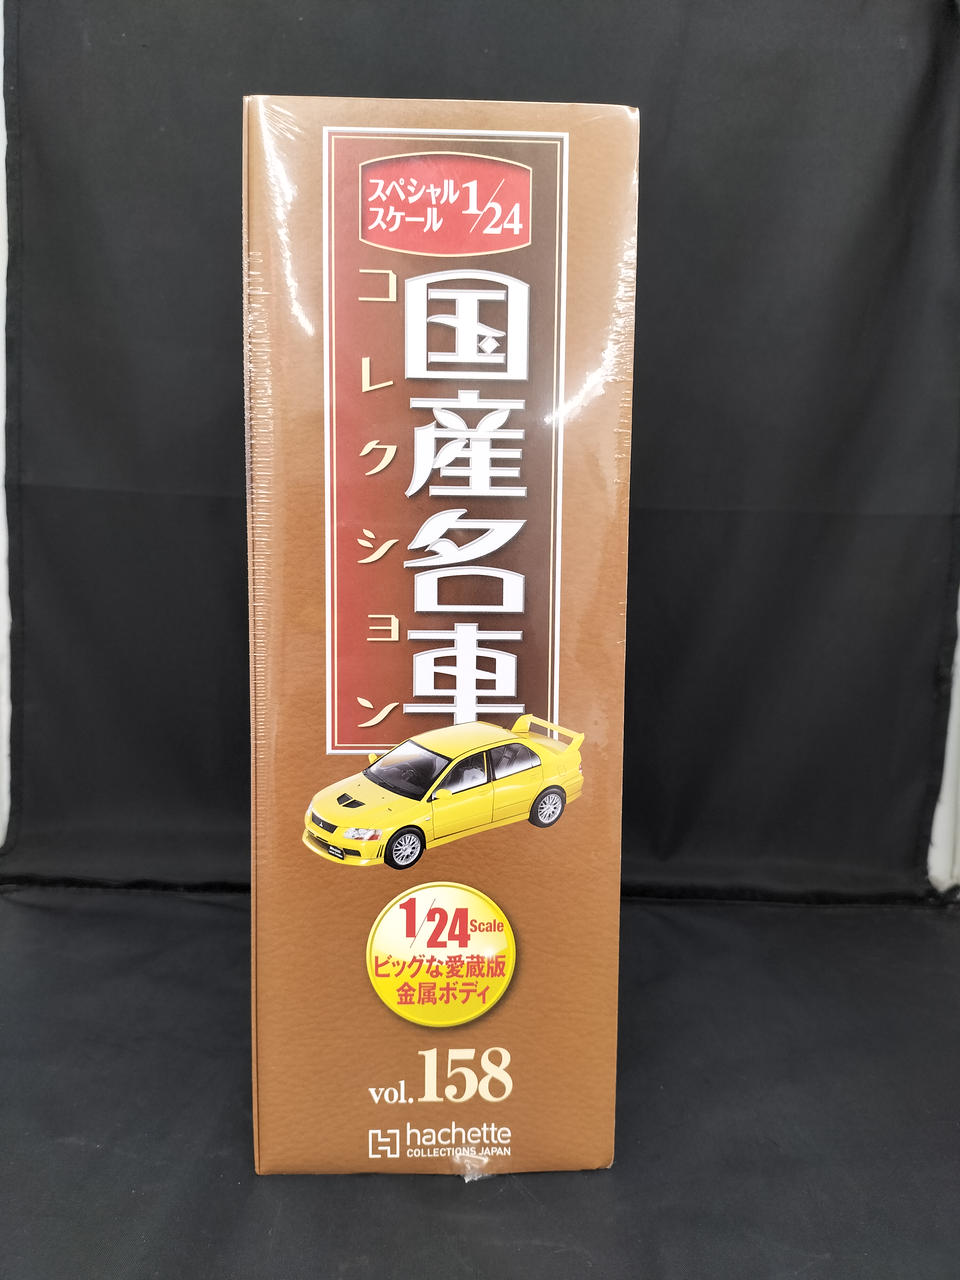 スペシャル
スケール
1/24
国産名車
コレクション
1/24 Scale
ビッグな愛蔵版
金属ボディ
vol.158
hachette
COLLECTIONS JAPAN